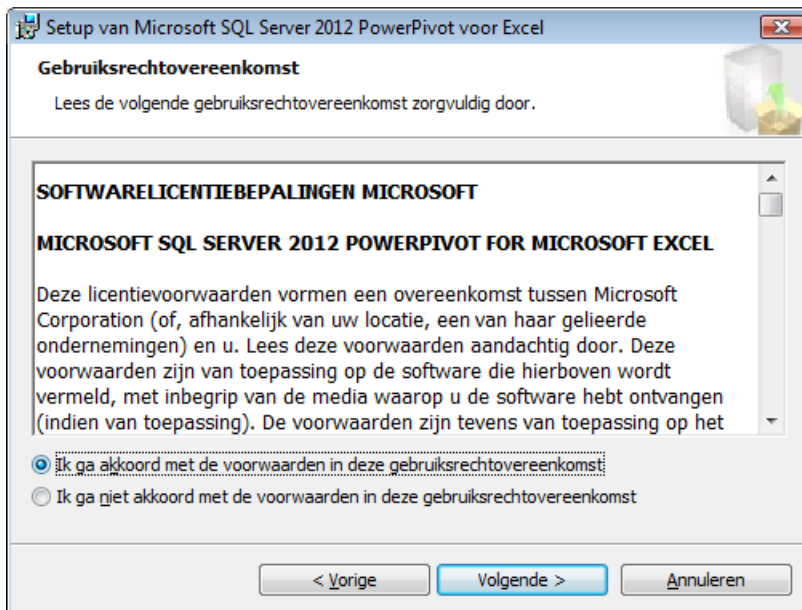 Setup van Microsoft SQL Server 2012 PowerPivot voor Excel
Gebruiksrechtovereenkomst
Lees de volgende gebruiksrechtovereenkomst zorgvuldig door.
SOFTWARELICENTIEBEPALINGEN MICROSOFT
MICROSOFT SQL SERVER 2012 POWERPIVOT FOR MICROSOFT EXCEL
Deze licentievoorwaarden vormen een overeenkomst tussen Microsoft
Corporation (of, afhankelijk van uw locatie, een van haar gelieerde
ondernemingen) en u. Lees deze voorwaarden aandachtig door. Deze
voorwaarden zijn van toepassing op de software die hierboven wordt
vermeld, met inbegrip van de media waarop u de software hebt ontvangen
(indien van toepassing). De voorwaarden zijn tevens van toepassing op het
Ik ga akkoord met de voorwaarden in deze gebruiksrechtovereenkomst
Ik ga niet akkoord met de voorwaarden in deze gebruiksrechtovereenkomst
< Vorige
Volgende >
Annuleren